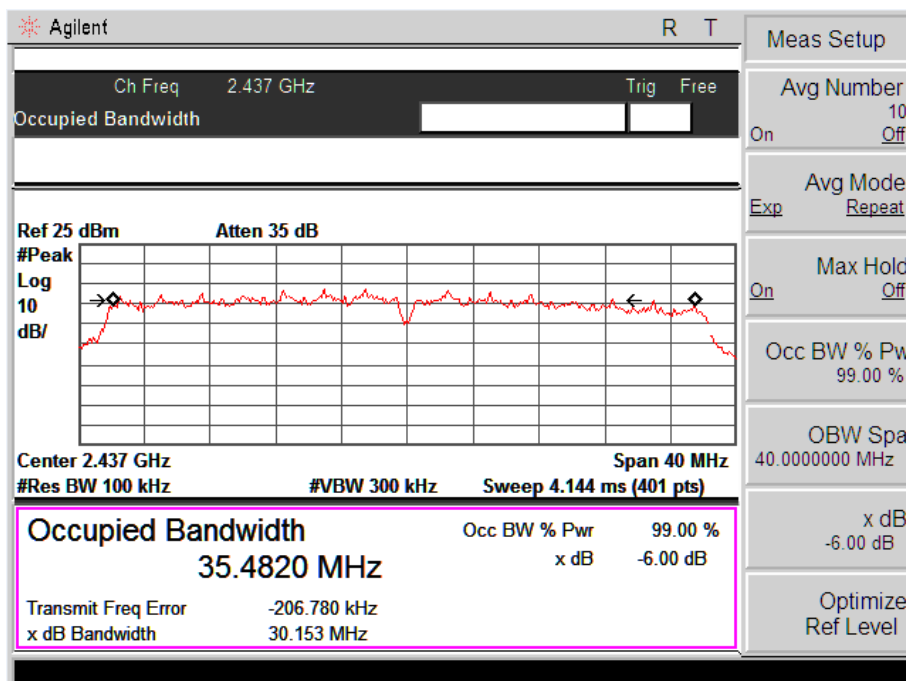 Agilent R T
Ch Freq 2.437 GHz Trig Free
Occupied Bandwidth
Ref 25 dBm Atten 35 dB
#Peak
Log
10
dB/
Center 2.437 GHz Span 40 MHz
#Res BW 100 kHz #VBW 300 kHz Sweep 4.144 ms (401 pts)
Occupied Bandwidth Occ BW % Pwr 99.00 %
35.4820 MHz x dB -6.00 dB
Transmit Freq Error -206.780 kHz
x dB Bandwidth 30.153 MHz
Meas Setup
Avg Number
10
On Off
Avg Mode
Exp Repeat
Max Hold
On Off
Occ BW % Pw
99.00 %
OBW Spa
40.0000000 MHz
x dB
-6.00 dB
Optimize
Ref Level